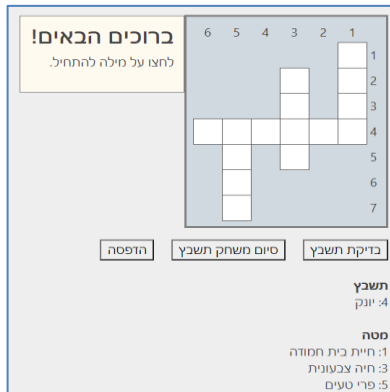 ברוכים הבאים!
לחצו על מילה להתחיל.
1 2 3 4 5 6
1
2
3
4
5
6
7
בדיקת תשבץ
סיום משחק תשבץ
הדפסה
תשבץ
4: יונק
מטה
1: חיית בית חמודה
3: חיה צבעונית
5: פרי טעים